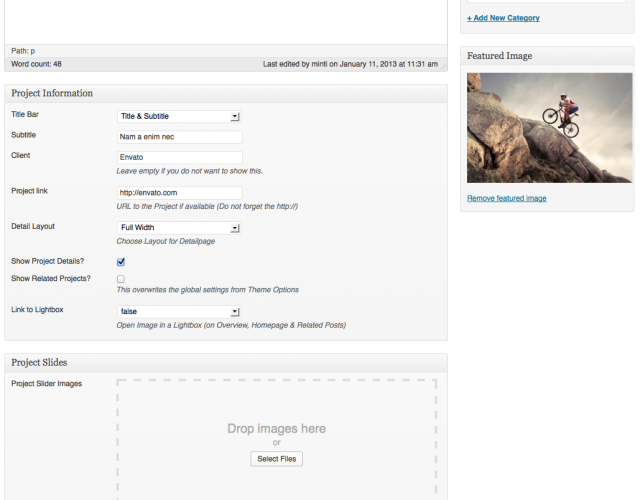 Path: p
Word count: 48
Last edited by minti on January 11, 2013 at 11:31 am
Project Information
Title Bar
Title & Subtitle
Subtitle
Nam a enim nec
Client
Envato
Leave empty if you do not want to show this.
Project link
http://envato.com
URL to the Project if available (Do not forget the http://)
Detail Layout
Full Width
Choose Layout for Detailpage
Show Project Details?
Show Related Projects?
This overwrites the global settings from Theme Options
Link to Lightbox
false
Open Image in a Lightbox (on Overview, Homepage & Related Posts)
Project Slides
Project Slider Images
Drop images here
or
Select Files
+ Add New Category
Featured Image
Remove featured image